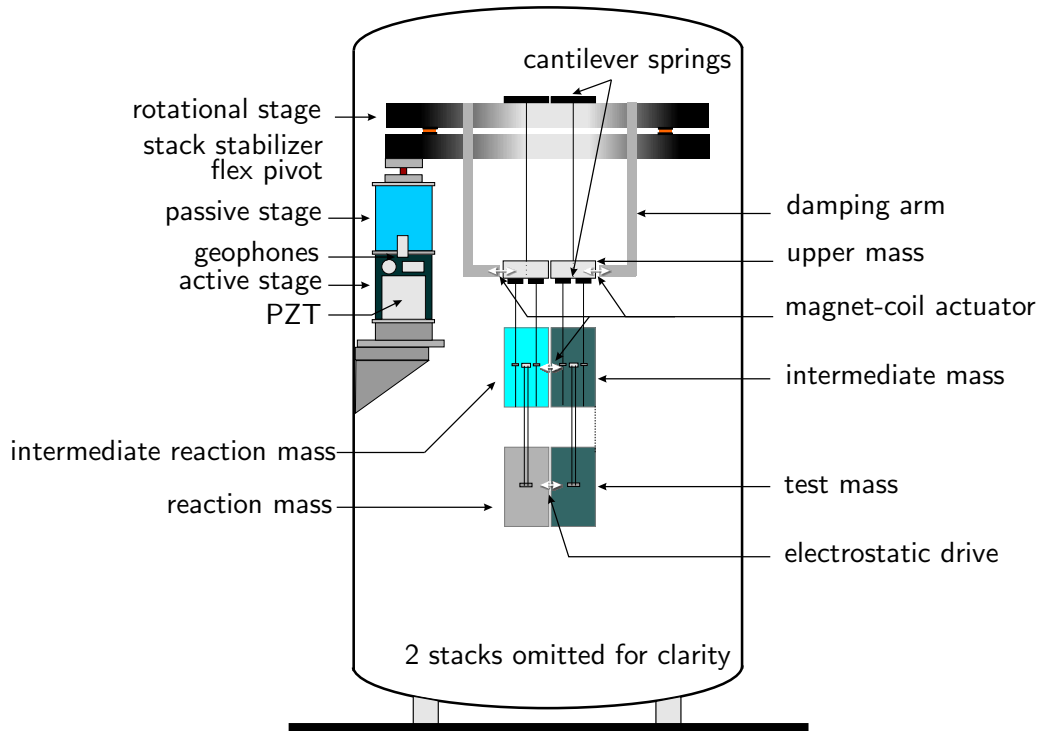 cantilever springs
rotational stage
stack stabilizer
flex pivot
passive stage
geophones
active stage
PZT
damping arm
upper mass
magnet-coil actuator
intermediate mass
intermediate reaction mass
reaction mass
test mass
electrostatic drive
2 stacks omitted for clarity